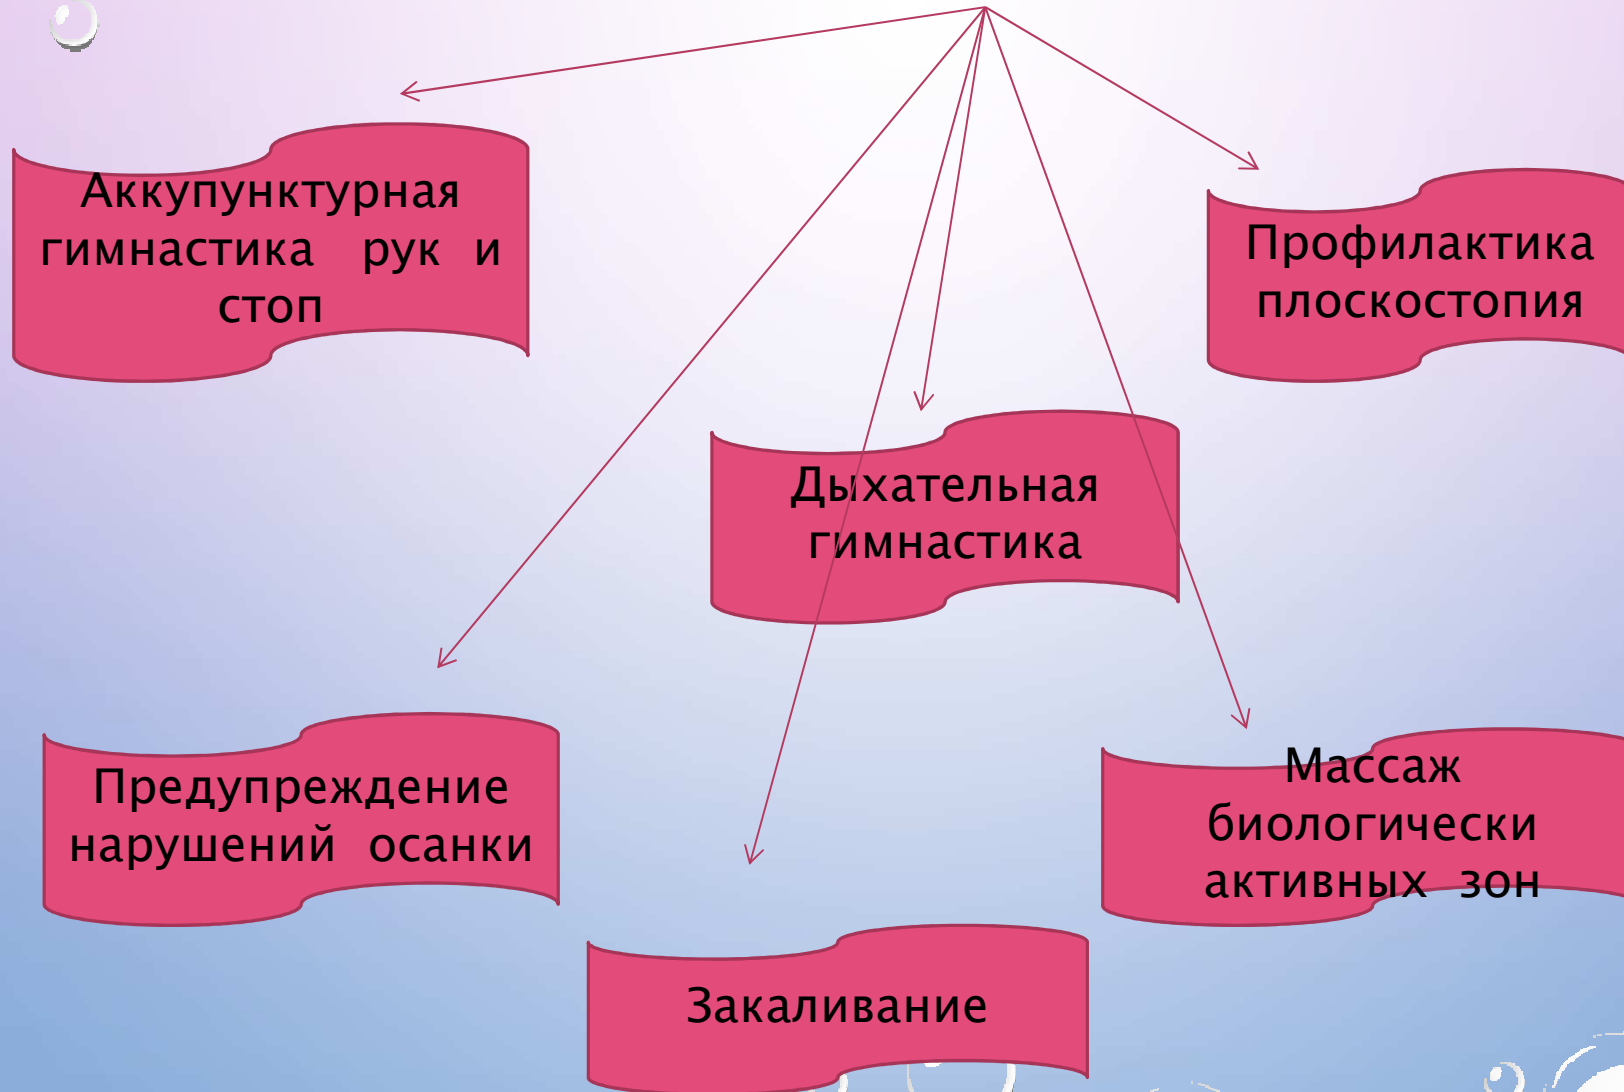 Аккупунктурная
гимнастика рук и
стоп
Профилактика
плоскостопия
Дыхательная
гимнастика
Предупреждение
нарушений осанки
Массаж
биологически
активных зон
Закаливание